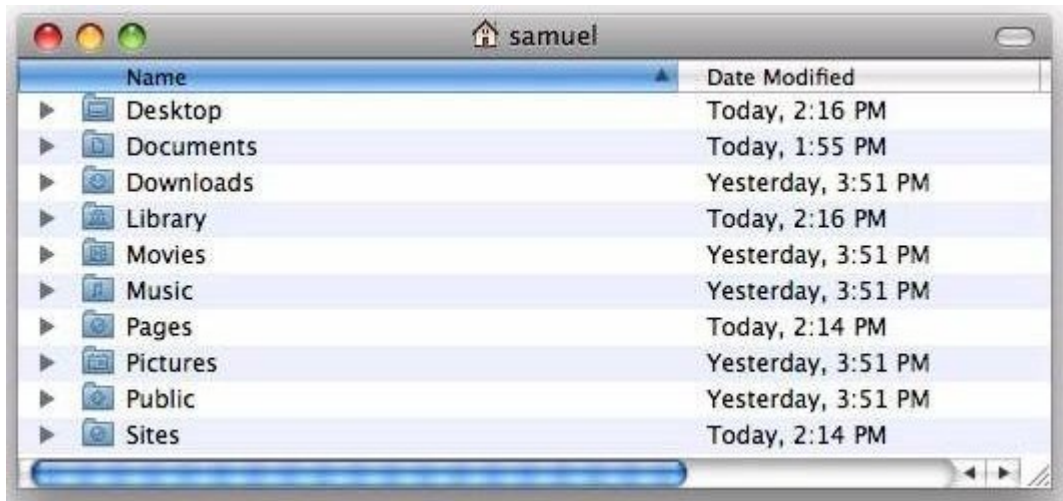 samuel
Name Date Modified
Desktop Today, 2:16 PM
Documents Today, 1:55 PM
Downloads Yesterday, 3:51 PM
Library Today, 2:16 PM
Movies Yesterday, 3:51 PM
Music Yesterday, 3:51 PM
Pages Today, 2:14 PM
Pictures Yesterday, 3:51 PM
Public Yesterday, 3:51 PM
Sites Today, 2:14 PM